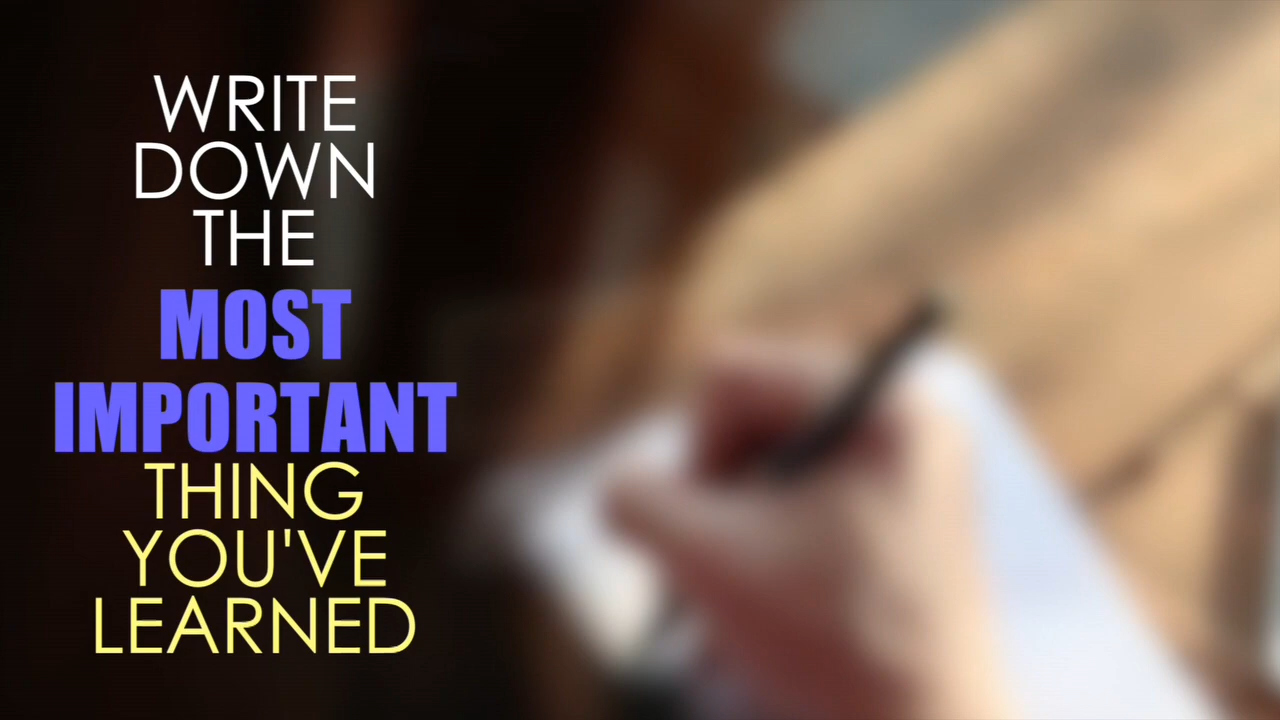 WRITE
DOWN
THE
MOST
IMPORTANT
THING
YOU'VE
LEARNED